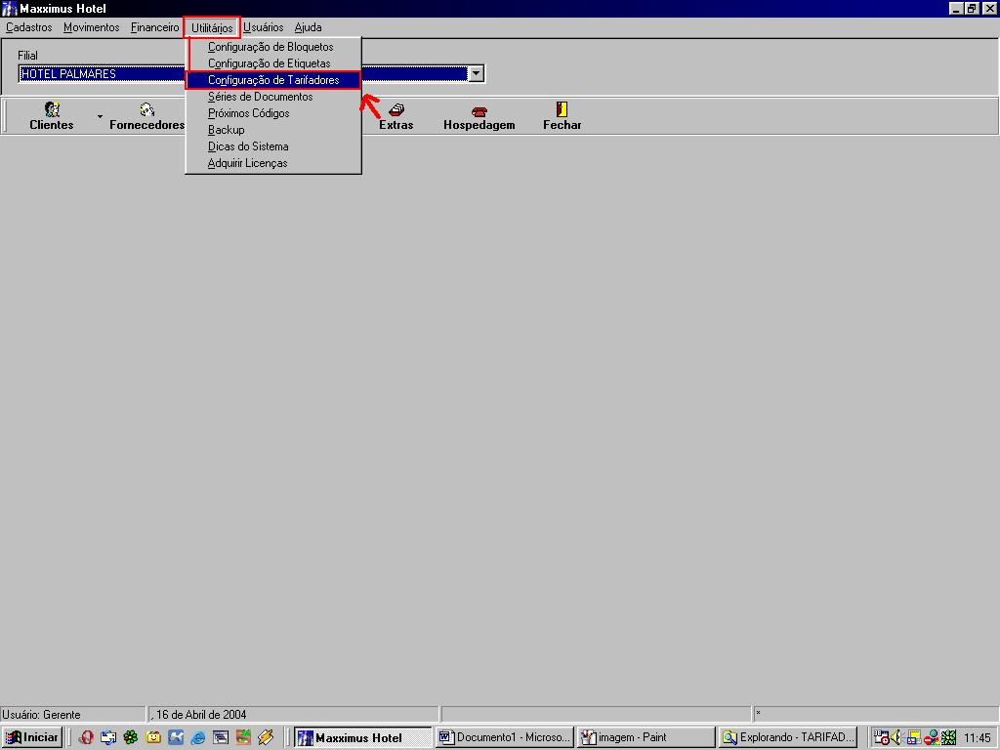 Maxximus Hotel
Cadastros Movimentos Financeiro Utilitários Usuários Ajuda
Filial
HOTEL PALMARES
Configuração de Bloquetos
Configuração de Etiquetas
Configuração de Tarifadores
Séries de Documentos
Próximos Códigos
Backup
Dicas do Sistema
Adquirir Licenças
Clientes Fornecedores Extras Hospedagem Fechar
Usuário: Gerente , 16 de Abril de 2004 *
Iniciar Maxximus Hotel Documento1 - Microso... imagem - Paint Explorando - TARIFAD... 11:45